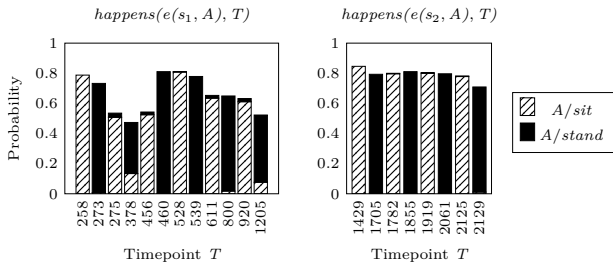 happens(e(s₁, A), T)
happens(e(s₂, A), T)
Probability
1
0.8
0.6
0.4
0.2
0
258 273 275 378 456 460 528 539 611 800 920 1205
Timepoint T
1
0.8
0.6
0.4
0.2
0
1429 1705 1782 1855 1919 2061 2125 2129
Timepoint T
A/sit
A/stand